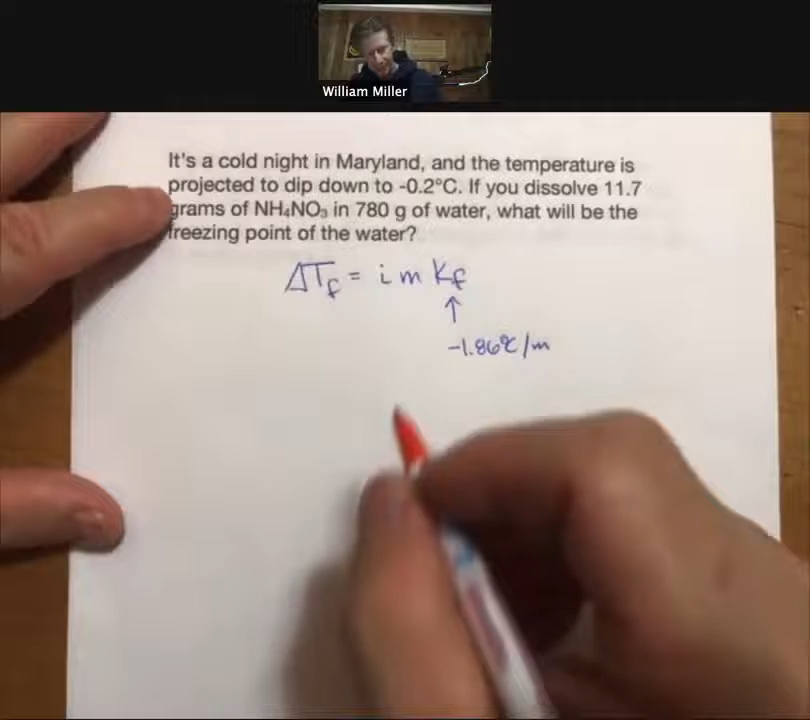 William Miller
It's a cold night in Maryland, and the temperature is
projected to dip down to -0.2°C. If you dissolve 11.7
grams of NH₄NO₃ in 780 g of water, what will be the
freezing point of the water?
ΔTf = i m Kf
↑
-1.86℃/m